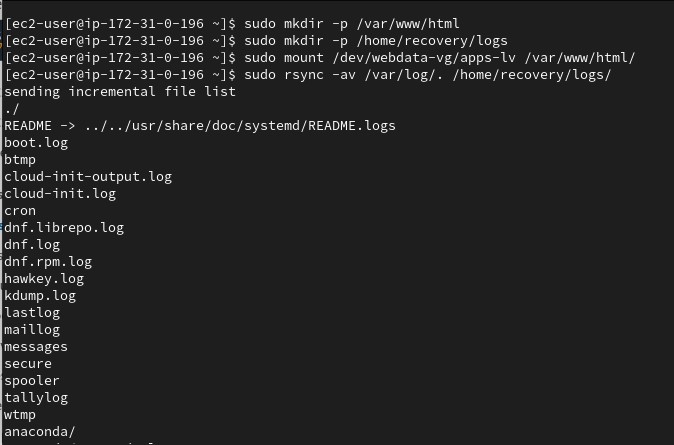 [ec2-user@ip-172-31-0-196 ~]$ sudo mkdir -p /var/www/html
[ec2-user@ip-172-31-0-196 ~]$ sudo mkdir -p /home/recovery/logs
[ec2-user@ip-172-31-0-196 ~]$ sudo mount /dev/webdata-vg/apps-lv /var/www/html/
[ec2-user@ip-172-31-0-196 ~]$ sudo rsync -av /var/log/. /home/recovery/logs/
sending incremental file list
./
README -> ../../usr/share/doc/systemd/README.logs
boot.log
btmp
cloud-init-output.log
cloud-init.log
cron
dnf.librepo.log
dnf.log
dnf.rpm.log
hawkey.log
kdump.log
lastlog
maillog
messages
secure
spooler
tallylog
wtmp
anaconda/